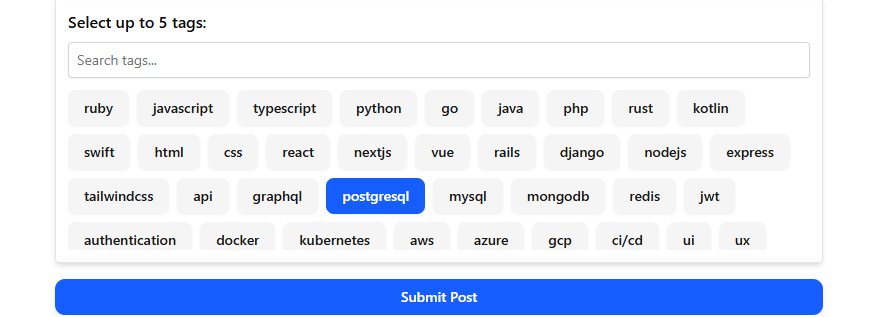 Select up to 5 tags:
Search tags...
ruby javascript typescript python go java php rust kotlin
swift html css react nextjs vue rails django nodejs express
tailwindcss api graphql postgresql mysql mongodb redis jwt
authentication docker kubernetes aws azure gcp ci/cd ui ux
Submit Post